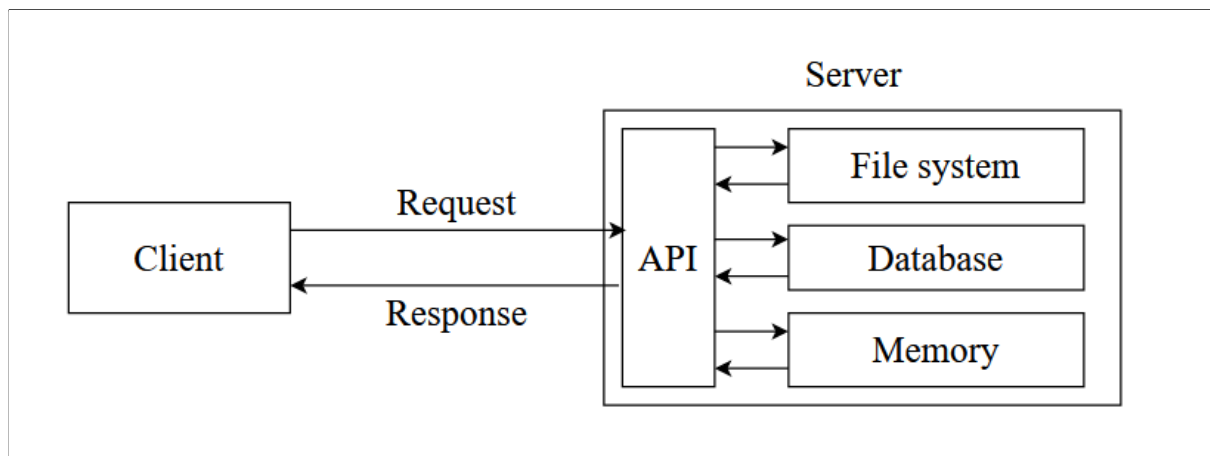 Server
File system
Request
Client
API
Database
Response
Memory